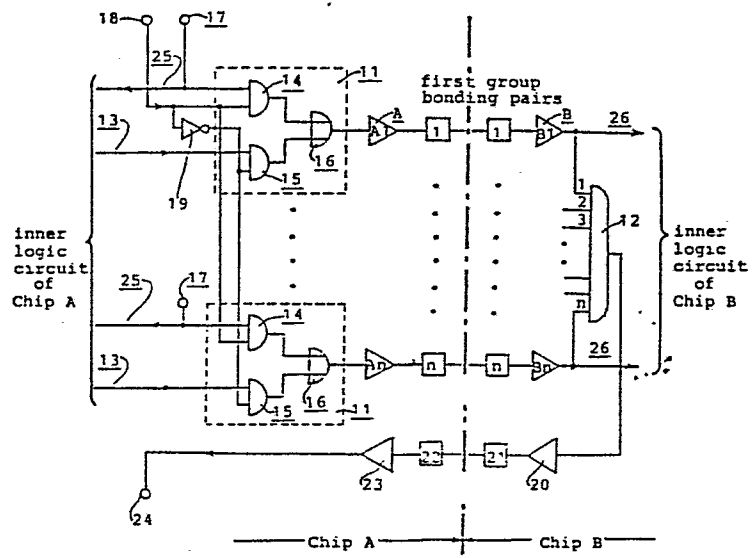 18 17
25
14
11
first group
bonding pairs
A
B
26
A1 1 1 B1
13
16
15
19
1
2
3
12
n
inner
logic
circuit
of
Chip A
inner
logic
circuit
of
Chip B
17
25
14
13
An n n Bn
26
16
15
11
22 21
23
20
24
Chip A Chip B